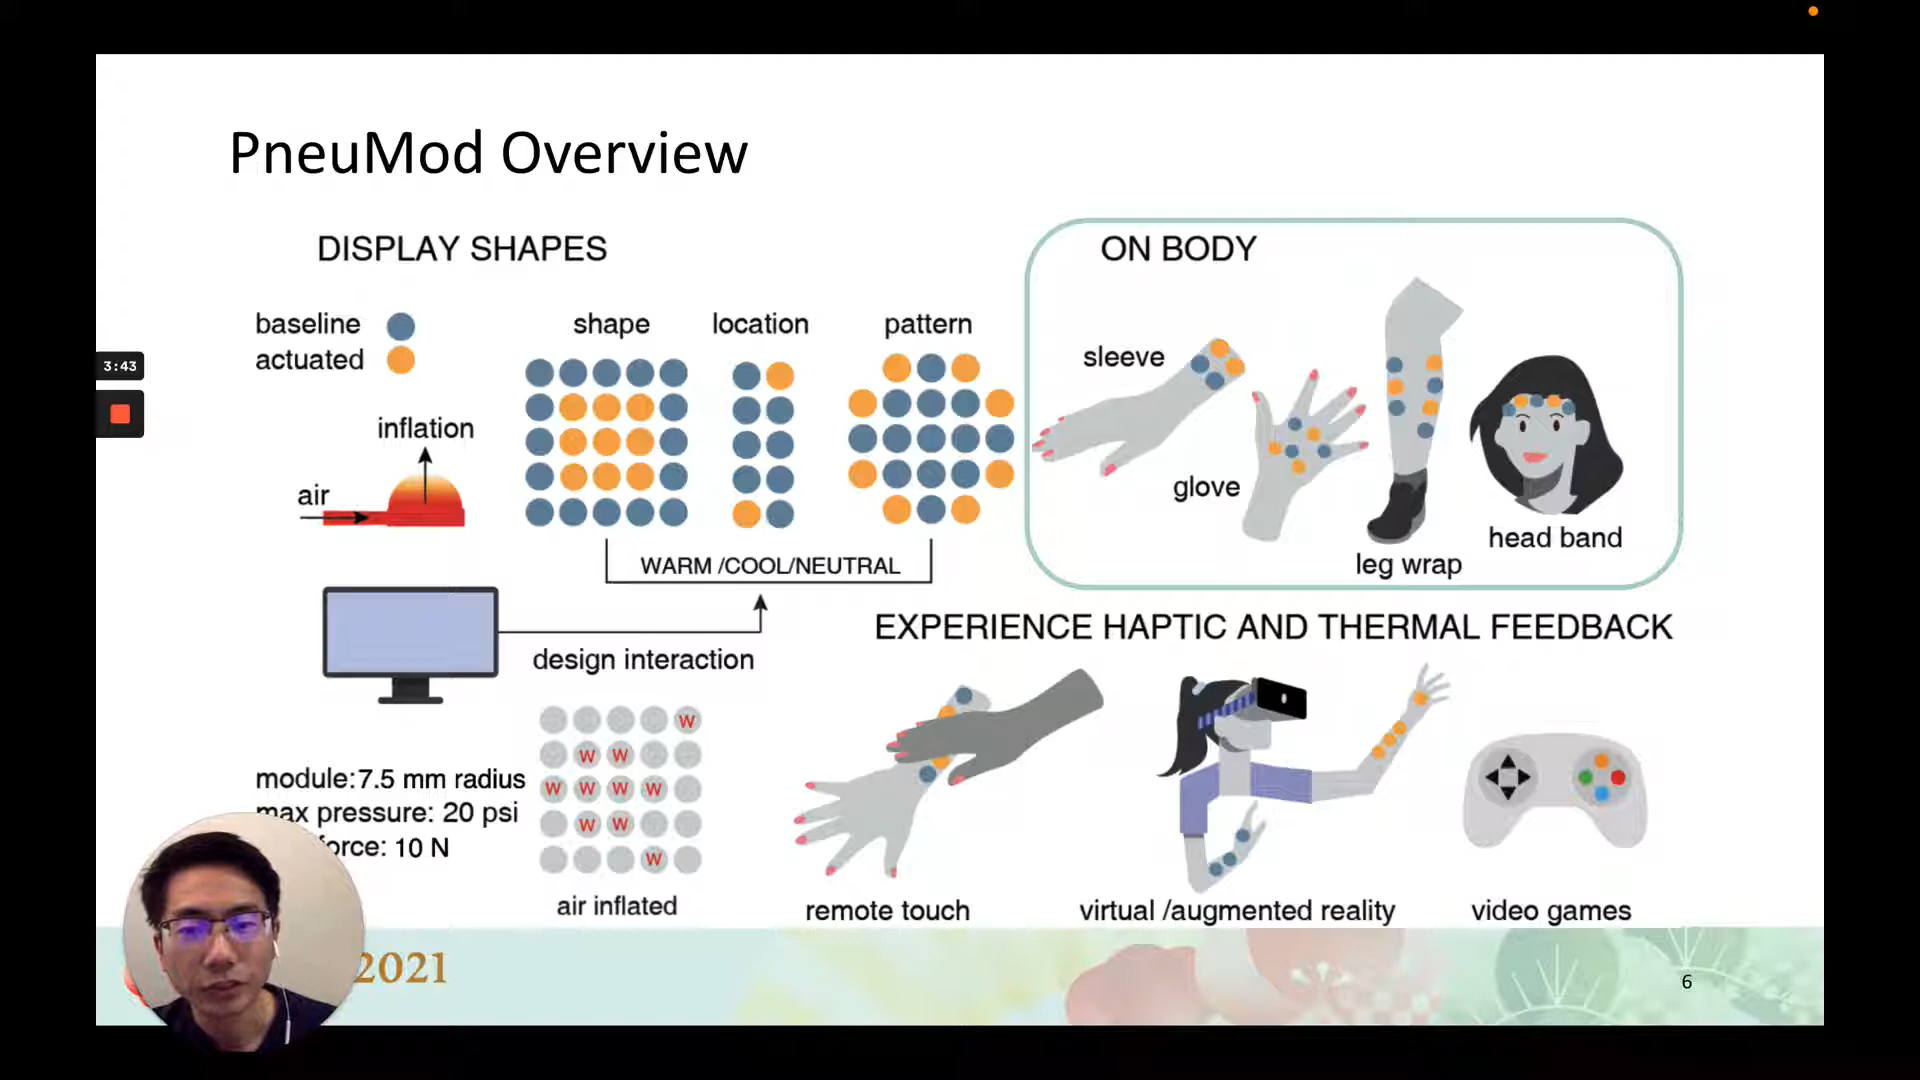 PneuMod Overview
DISPLAY SHAPES
baseline
actuated
shape
location
pattern
inflation
air
WARM /COOL/NEUTRAL
design interaction
module:7.5 mm radius
max pressure: 20 psi
force: 10 N
W
W W
W W W W
W W
W
air inflated
ON BODY
sleeve
glove
leg wrap
head band
EXPERIENCE HAPTIC AND THERMAL FEEDBACK
remote touch
virtual /augmented reality
video games
3:43
2021
6